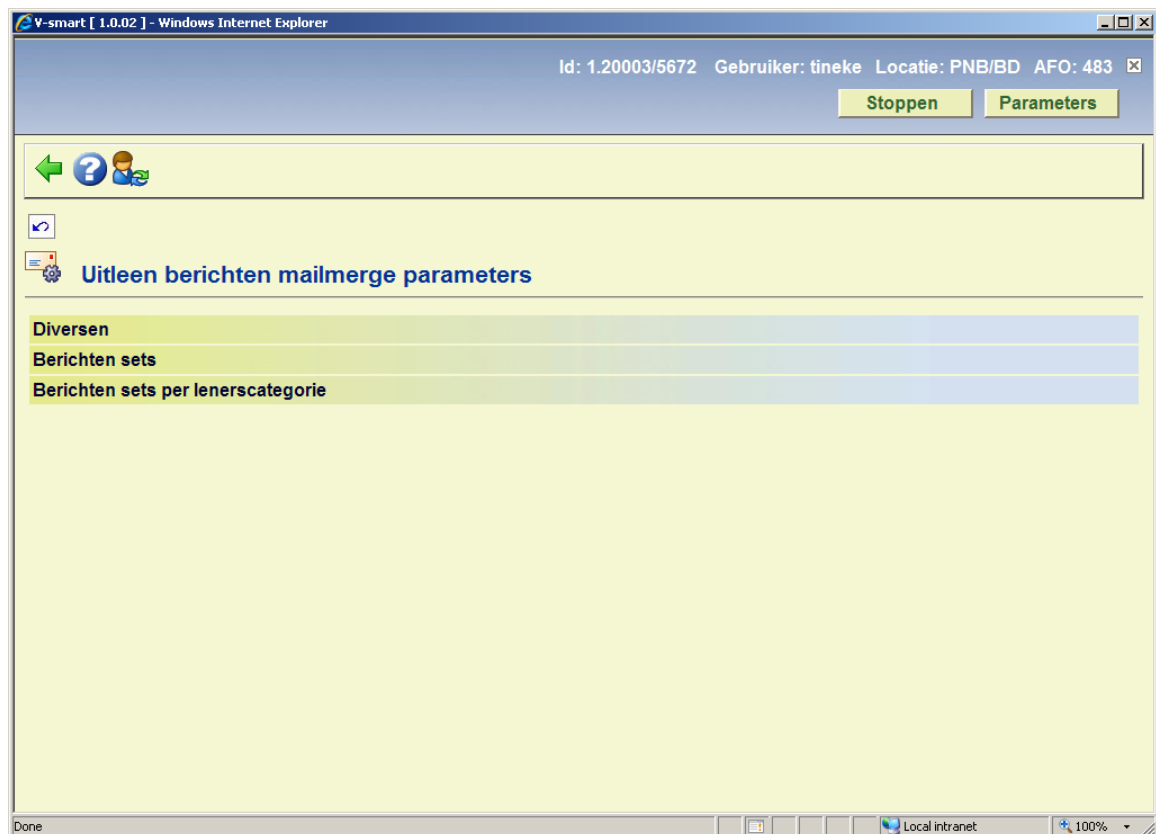 V-smart [ 1.0.02 ] - Windows Internet Explorer
Id: 1.20003/5672 Gebruiker: tineke Locatie: PNB/BD AFO: 483
Stoppen Parameters
Uitleen berichten mailmerge parameters
Diversen
Berichten sets
Berichten sets per lenerscategorie
Done Local intranet 100%